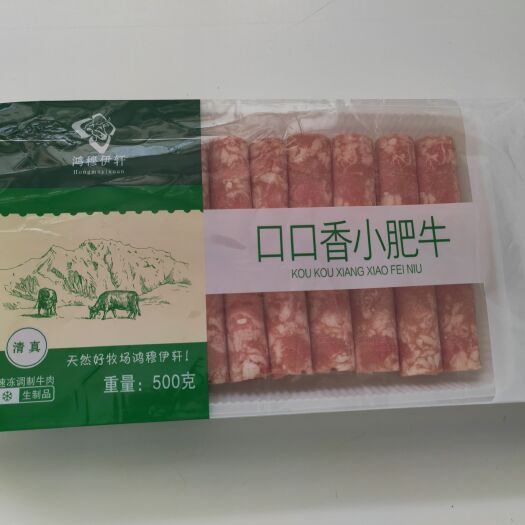 鸿穆伊轩
Hongmuyixuan
口口香小肥牛
KOU KOU XIANG XIAO FEI NIU
清真
天然好牧场鸿穆伊轩!
速冻调制牛肉
生制品
重量：500克